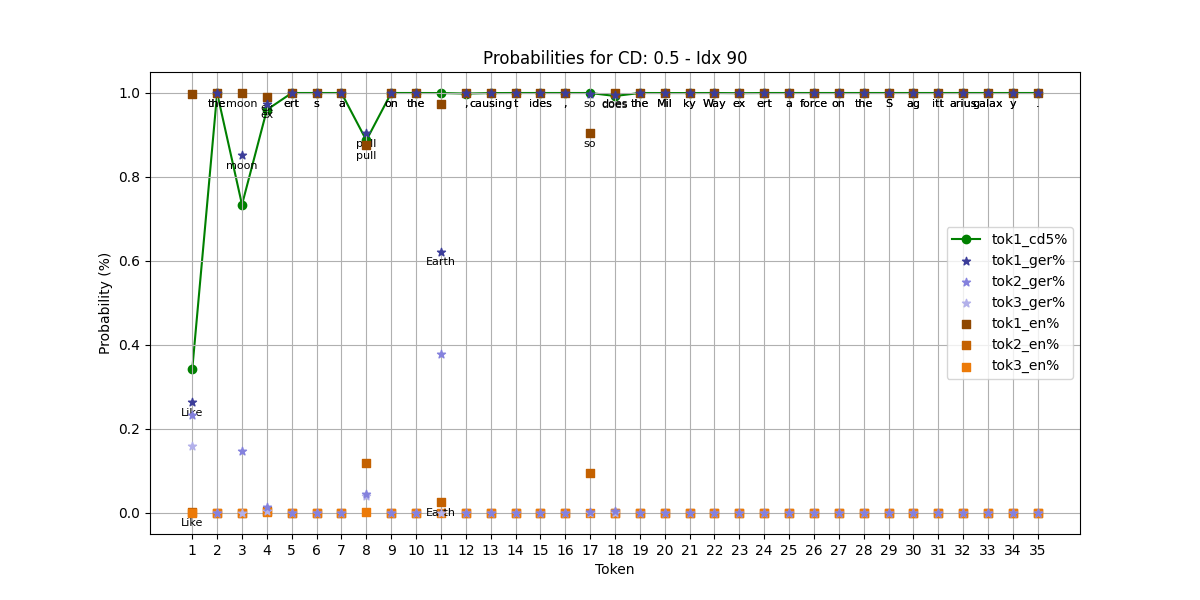 Probabilities for CD: 0.5 - Idx 90
Probability (%)
1.0
0.8
0.6
0.4
0.2
0.0
the moon ert s a on the , causing t ides , so does the Mil ky Way ex ert a force on the S ag itt arius galax y .
ex
moon
pull
pull
so
Earth
Like
Earth
Like
tok1_cd5%
tok1_ger%
tok2_ger%
tok3_ger%
tok1_en%
tok2_en%
tok3_en%
1 2 3 4 5 6 7 8 9 10 11 12 13 14 15 16 17 18 19 20 21 22 23 24 25 26 27 28 29 30 31 32 33 34 35
Token